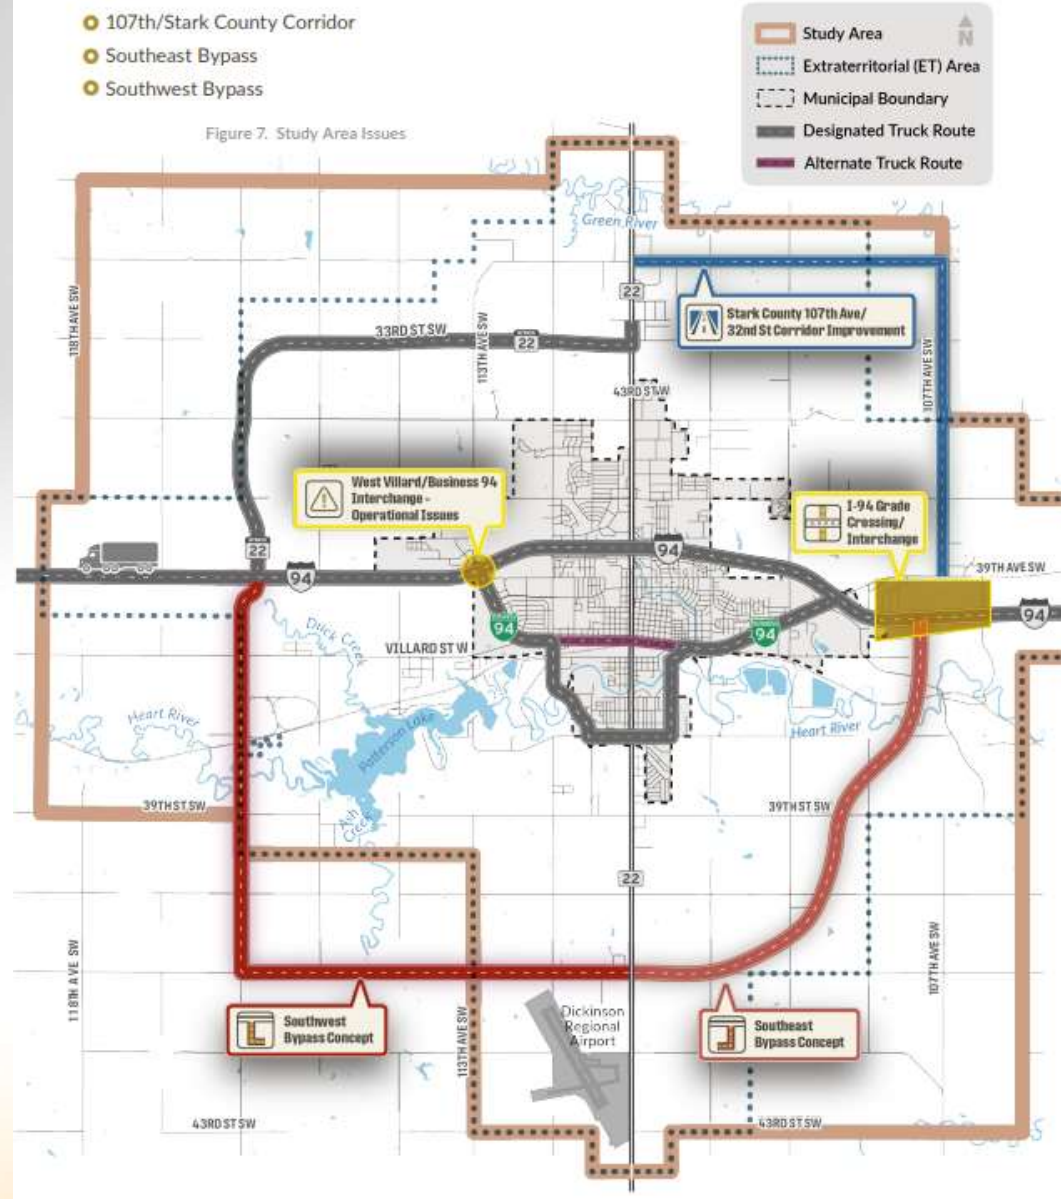 107th/Stark County Corridor
Southeast Bypass
Southwest Bypass
Figure 7. Study Area Issues
Study Area
N
Extraterritorial (ET) Area
Municipal Boundary
Designated Truck Route
Alternate Truck Route
Green River
22
Stark County 107th Ave/
32nd St Corridor Improvement
118TH AVE SW
33RD ST SW
113TH AVE SW
22
107TH AVE SW
43RD ST W
West Villard/Business 94
Interchange -
Operational Issues
I-94 Grade
Crossing/
Interchange
22
94
94
39TH AVE SW
94
94
94
VILLARD ST W
Heart River
Patterson Lake
Heart River
39TH ST SW
39TH ST SW
Ash
Creek
22
118TH AVE SW
107TH AVE SW
113TH AVE SW
Southwest
Bypass Concept
Dickinson
Regional
Airport
Southeast
Bypass Concept
43RD ST SW
43RD ST SW